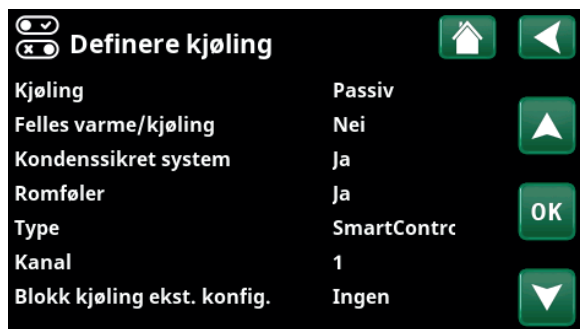 Definere kjøling
Kjøling Passiv
Felles varme/kjøling Nei
Kondenssikret system Ja
Romføler Ja
Type SmartContrc
Kanal 1
Blokk kjøling ekst. konfig. Ingen
OK